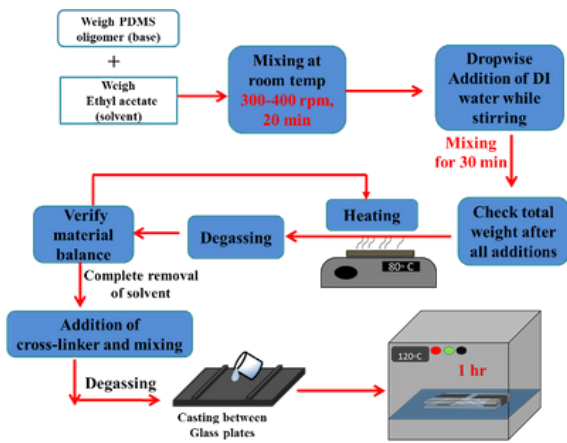 Weigh PDMS
oligomer (base)
+
Weigh
Ethyl acetate
(solvent)
Mixing at
room temp
300-400 rpm,
20 min
Dropwise
Addition of DI
water while
stirring
Mixing
for 30 min
Check total
weight after
all additions
Heating
80◦ C
Degassing
Verify
material
balance
Complete removal
of solvent
Addition of
cross-linker and mixing
Degassing
Casting between
Glass plates
120◦C
1 hr